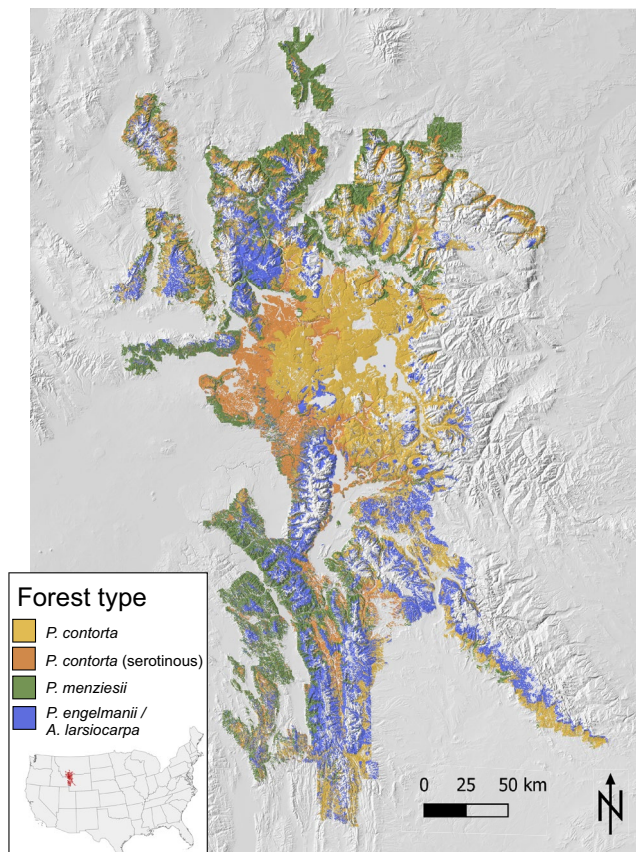 Forest type
P. contorta
P. contorta (serotinous)
P. menziesii
P. engelmanii /
A. larsiocarpa
0 25 50 km
N